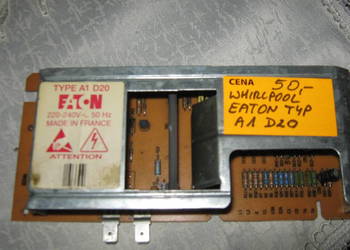 TYPE A1 D20
EATON
220-240V~ 50 Hz
MADE IN FRANCE
ATTENTION
CENA 50,-
WHIRLPOOL
EATON TYP
A1 D20